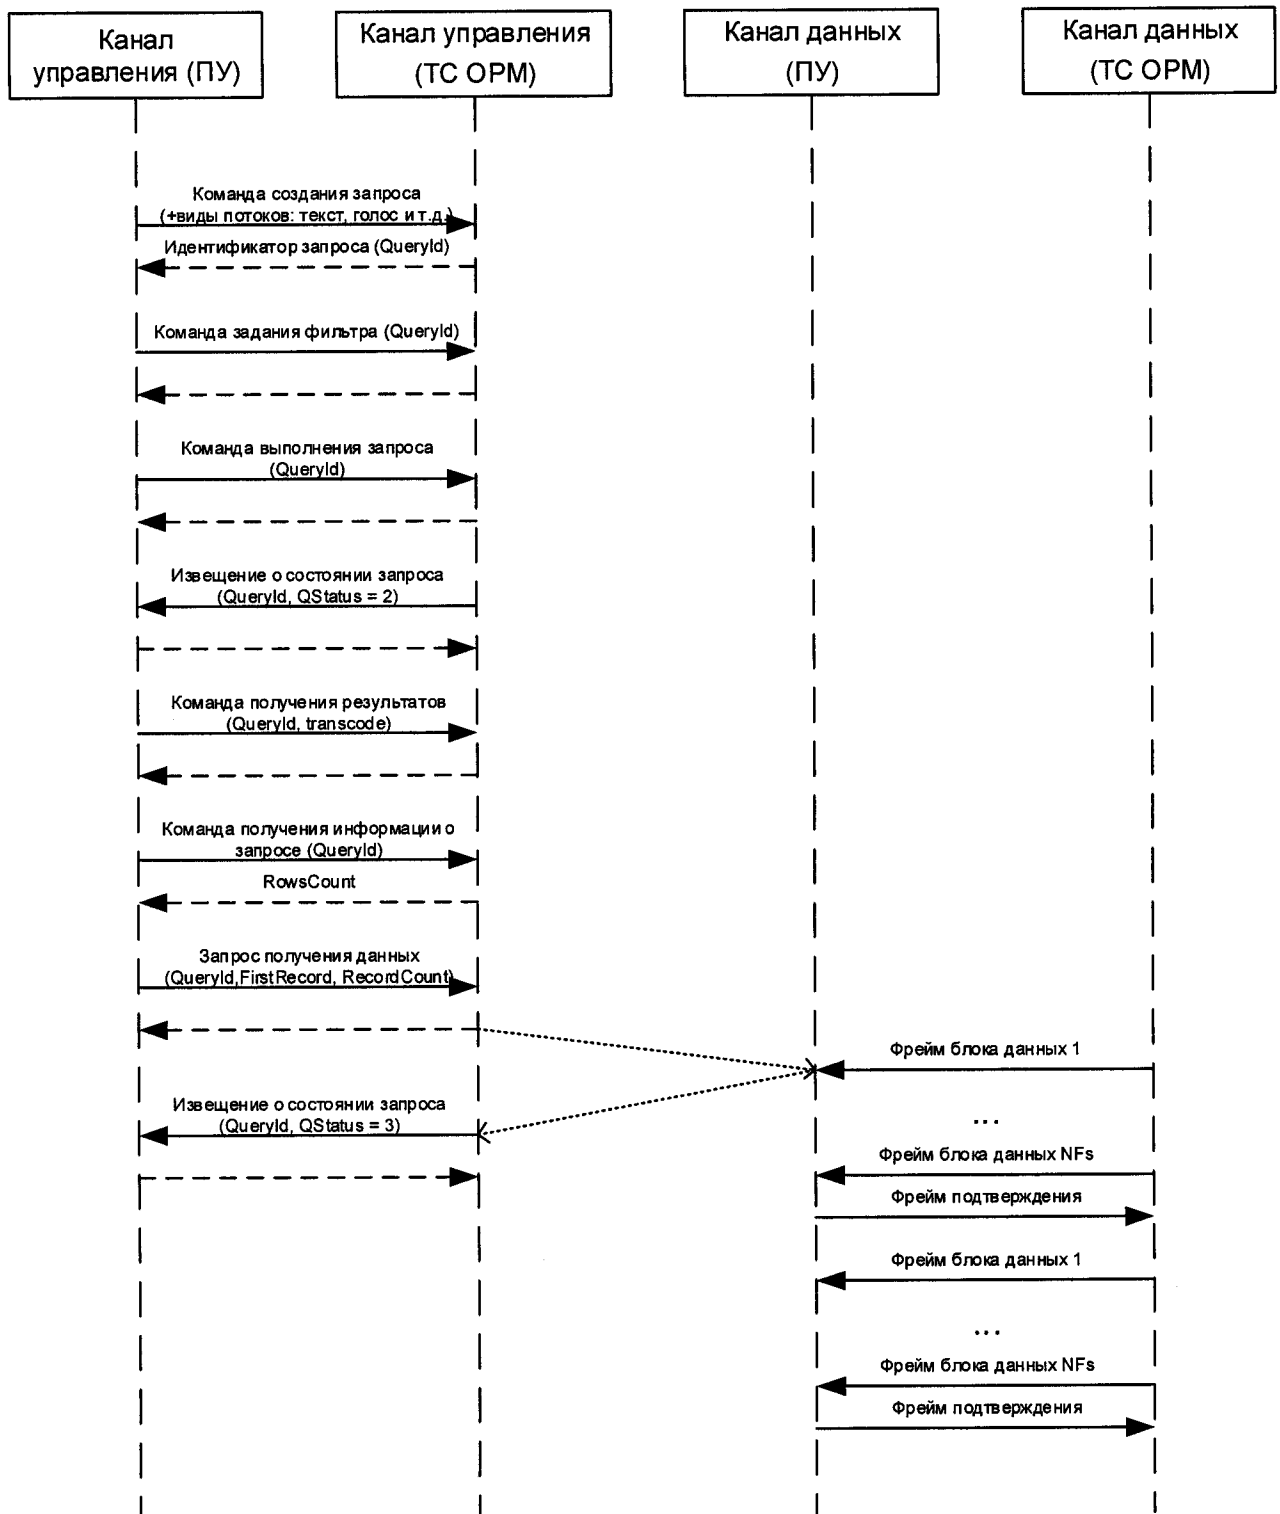 Канал
управления (ПУ)
Канал управления
(ТС ОРМ)
Канал данных
(ПУ)
Канал данных
(ТС ОРМ)
Команда создания запроса
(+виды потоков: текст, голос и т.д.)
Идентификатор запроса (QueryId)
Команда задания фильтра (QueryId)
Команда выполнения запроса
(QueryId)
Извещение о состоянии запроса
(QueryId, QStatus = 2)
Команда получения результатов
(QueryId, transcode)
Команда получения информации о
запросе (QueryId)
RowsCount
Запрос получения данных
(QueryId,FirstRecord, RecordCount)
Фрейм блока данных 1
Извещение о состоянии запроса
(QueryId, QStatus = 3)
...
Фрейм блока данных NFs
Фрейм подтверждения
Фрейм блока данных 1
...
Фрейм блока данных NFs
Фрейм подтверждения